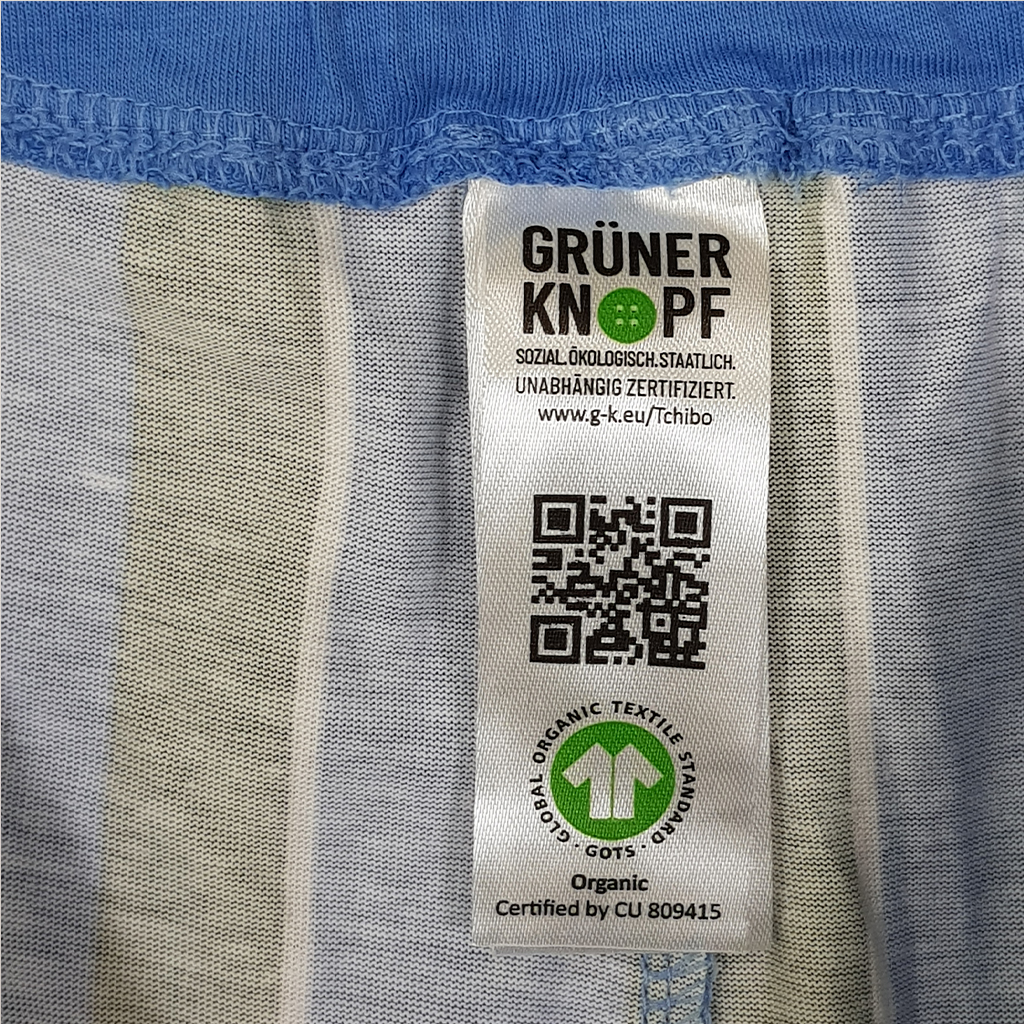 GRÜNER
KNOPF
SOZIAL. ÖKOLOGISCH. STAATLICH.
UNABHÄNGIG ZERTIFIZIERT.
www.g-k.eu/Tchibo
GLOBAL ORGANIC TEXTILE STANDARD · GOTS ·
Organic
Certified by CU 809415